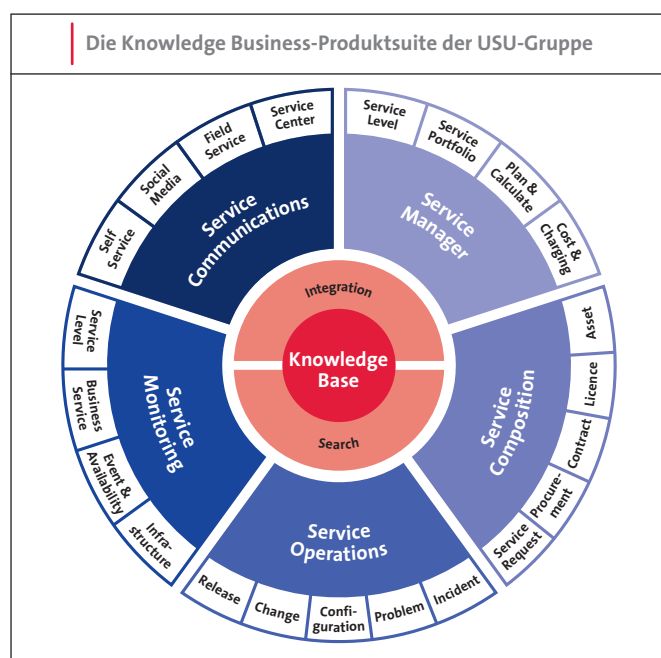 Die Knowledge Business-Produktsuite der USU-Gruppe
Service
Center
Field
Service
Social
Media
Self
Service
Service
Communications
Service
Level
Service
Portfolio
Plan &
Calculate
Cost &
Charging
Service
Manager
Asset
Licence
Contract
Procure-
ment
Service
Request
Service
Composition
Incident
Problem
Confi-
guration
Change
Release
Service
Operations
Infra-
structure
Event &
Availability
Business
Service
Service
Level
Service
Monitoring
Integration
Knowledge
Base
Search